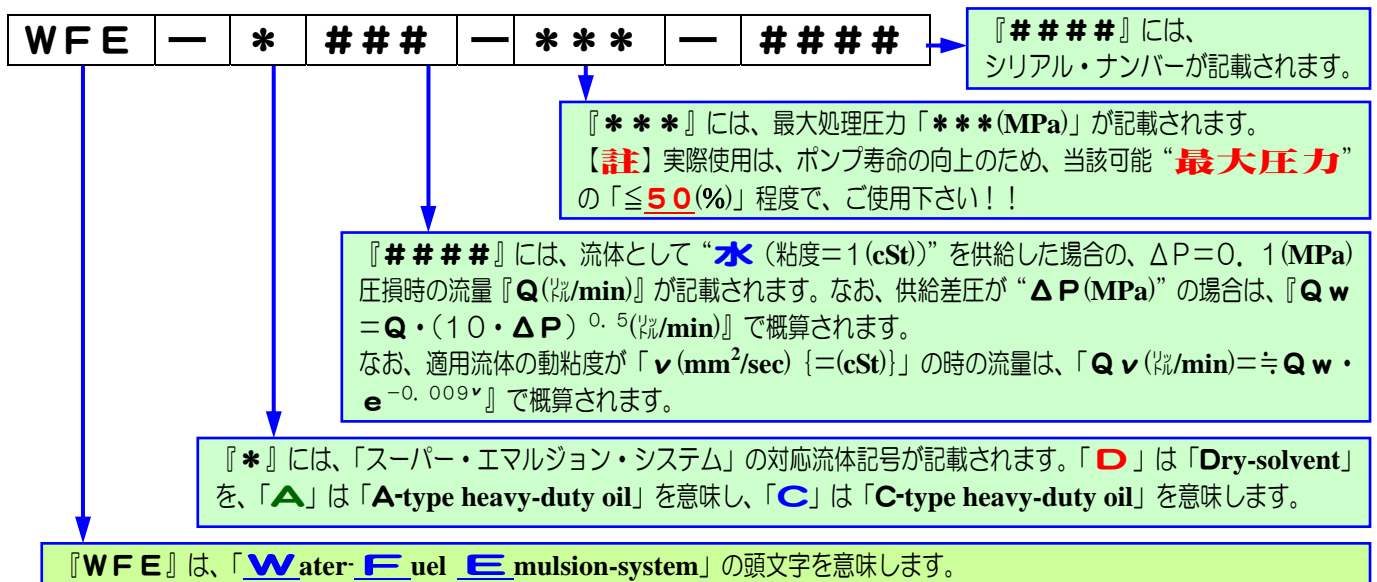 WFE － * ### － *** － ####
『####』には、
シリアル・ナンバーが記載されます。
『***』には、最大処理圧力「***(MPa)」が記載されます。
【註】実際使用は、ポンプ寿命の向上のため、当該可能“最大圧力”
の「≦50(%)」程度で、ご使用下さい！！
『####』には、流体として“水（粘度＝1(cSt)）”を供給した場合の、ΔP＝0.1(MPa)
圧損時の流量『Q(㍑/min)』が記載されます。なお、供給差圧が“ΔP(MPa)”の場合は、『Qw
＝Q・(10・ΔP)^0.5(㍑/min)』で概算されます。
なお、適用流体の動粘度が「ν(mm²/sec) {＝(cSt)}」の時の流量は、「Qν(㍑/min)＝≒Qw・
e^－0.009ν』で概算されます。
『*』には、「スーパー・エマルジョン・システム」の対応流体記号が記載されます。「D」は「Dry-solvent」
を、「A」は「A-type heavy-duty oil」を意味し、「C」は「C-type heavy-duty oil」を意味します。
『WFE』は、「Water-Fuel Emulsion-system」の頭文字を意味します。